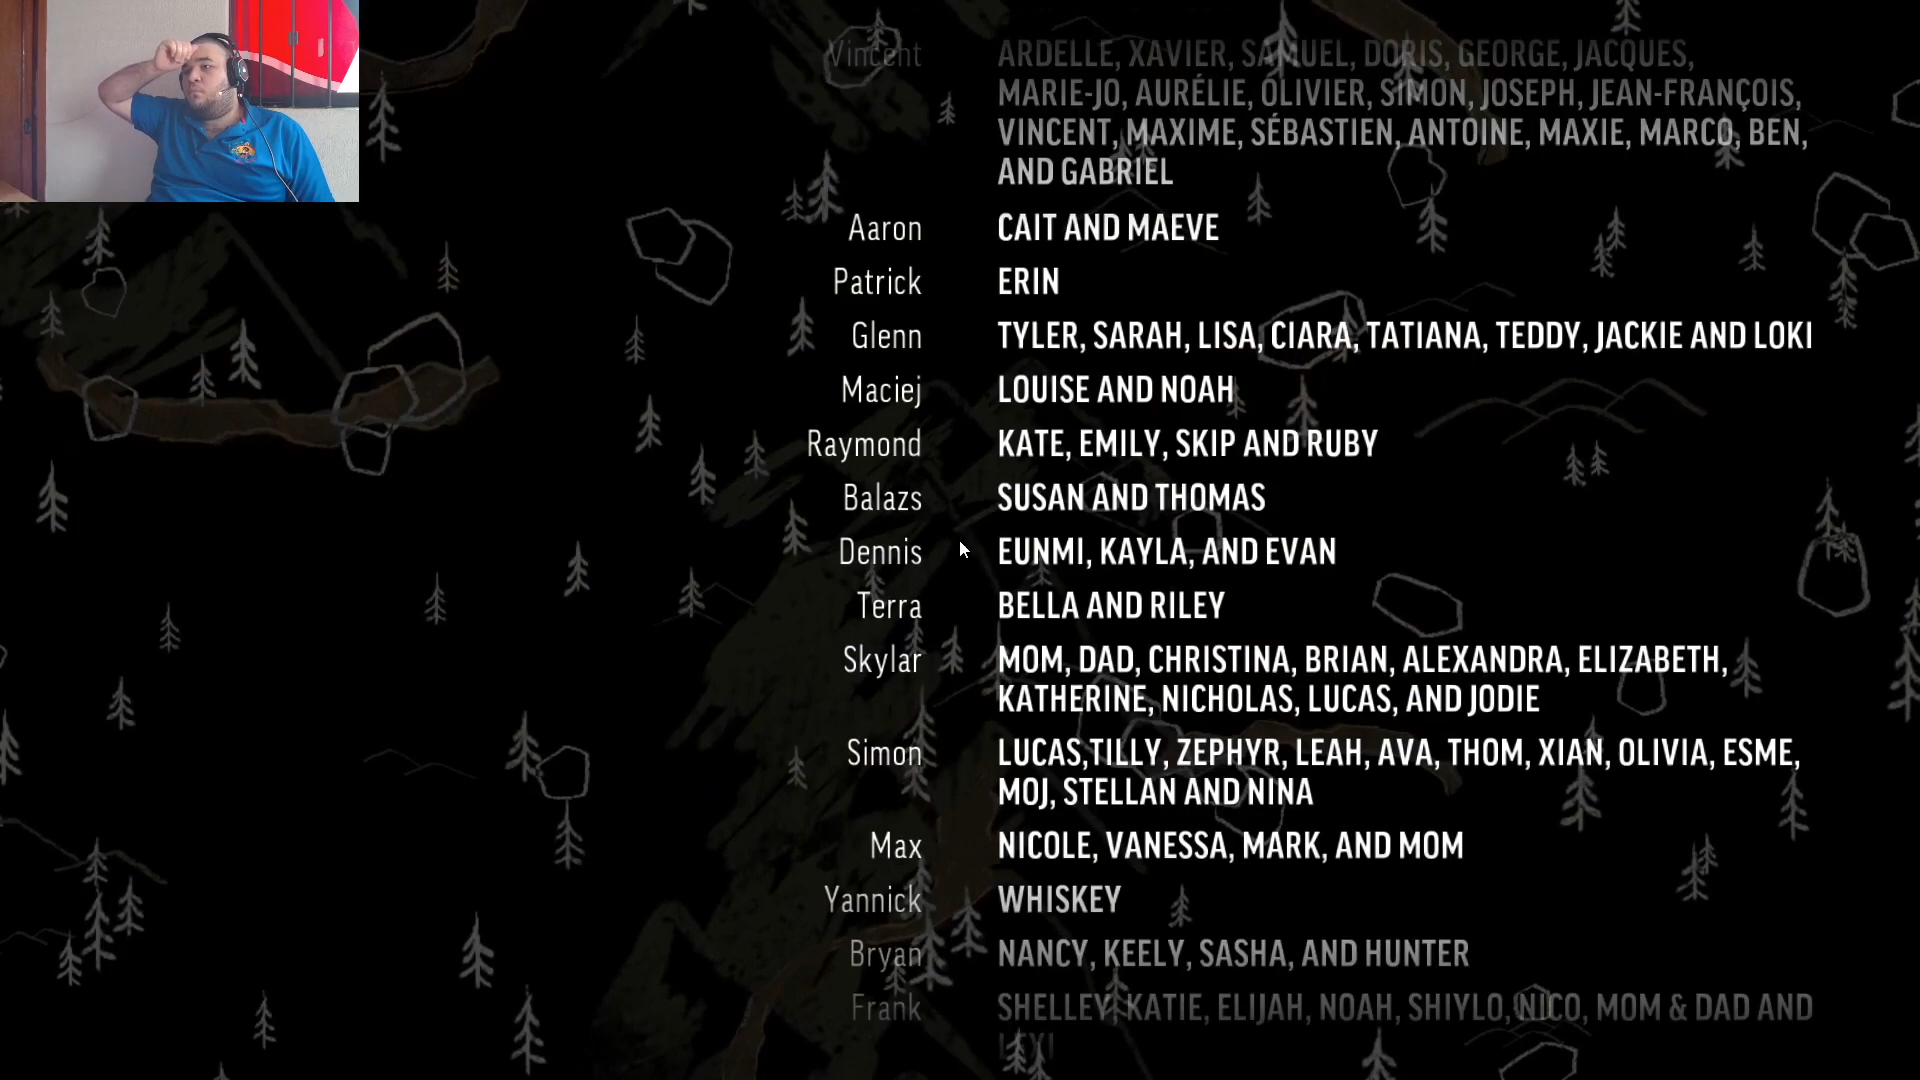 Vincent ARDELLE, XAVIER, SAMUEL, DORIS, GEORGE, JACQUES,
MARIE-JO, AURÉLIE, OLIVIER, SIMON, JOSEPH, JEAN-FRANÇOIS,
VINCENT, MAXIME, SÉBASTIEN, ANTOINE, MAXIE, MARCO, BEN,
AND GABRIEL
Aaron CAIT AND MAEVE
Patrick ERIN
Glenn TYLER, SARAH, LISA, CIARA, TATIANA, TEDDY, JACKIE AND LOKI
Maciej LOUISE AND NOAH
Raymond KATE, EMILY, SKIP AND RUBY
Balazs SUSAN AND THOMAS
Dennis EUNMI, KAYLA, AND EVAN
Terra BELLA AND RILEY
Skylar MOM, DAD, CHRISTINA, BRIAN, ALEXANDRA, ELIZABETH,
KATHERINE, NICHOLAS, LUCAS, AND JODIE
Simon LUCAS,TILLY, ZEPHYR, LEAH, AVA, THOM, XIAN, OLIVIA, ESME,
MOJ, STELLAN AND NINA
Max NICOLE, VANESSA, MARK, AND MOM
Yannick WHISKEY
Bryan NANCY, KEELY, SASHA, AND HUNTER
Frank SHELLEY, KATIE, ELIJAH, NOAH, SHIYLO, NICO, MOM & DAD AND
LEXI